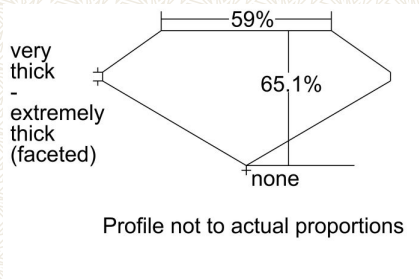 59%
very
thick
-
extremely
thick
(faceted)
65.1%
none
Profile not to actual proportions